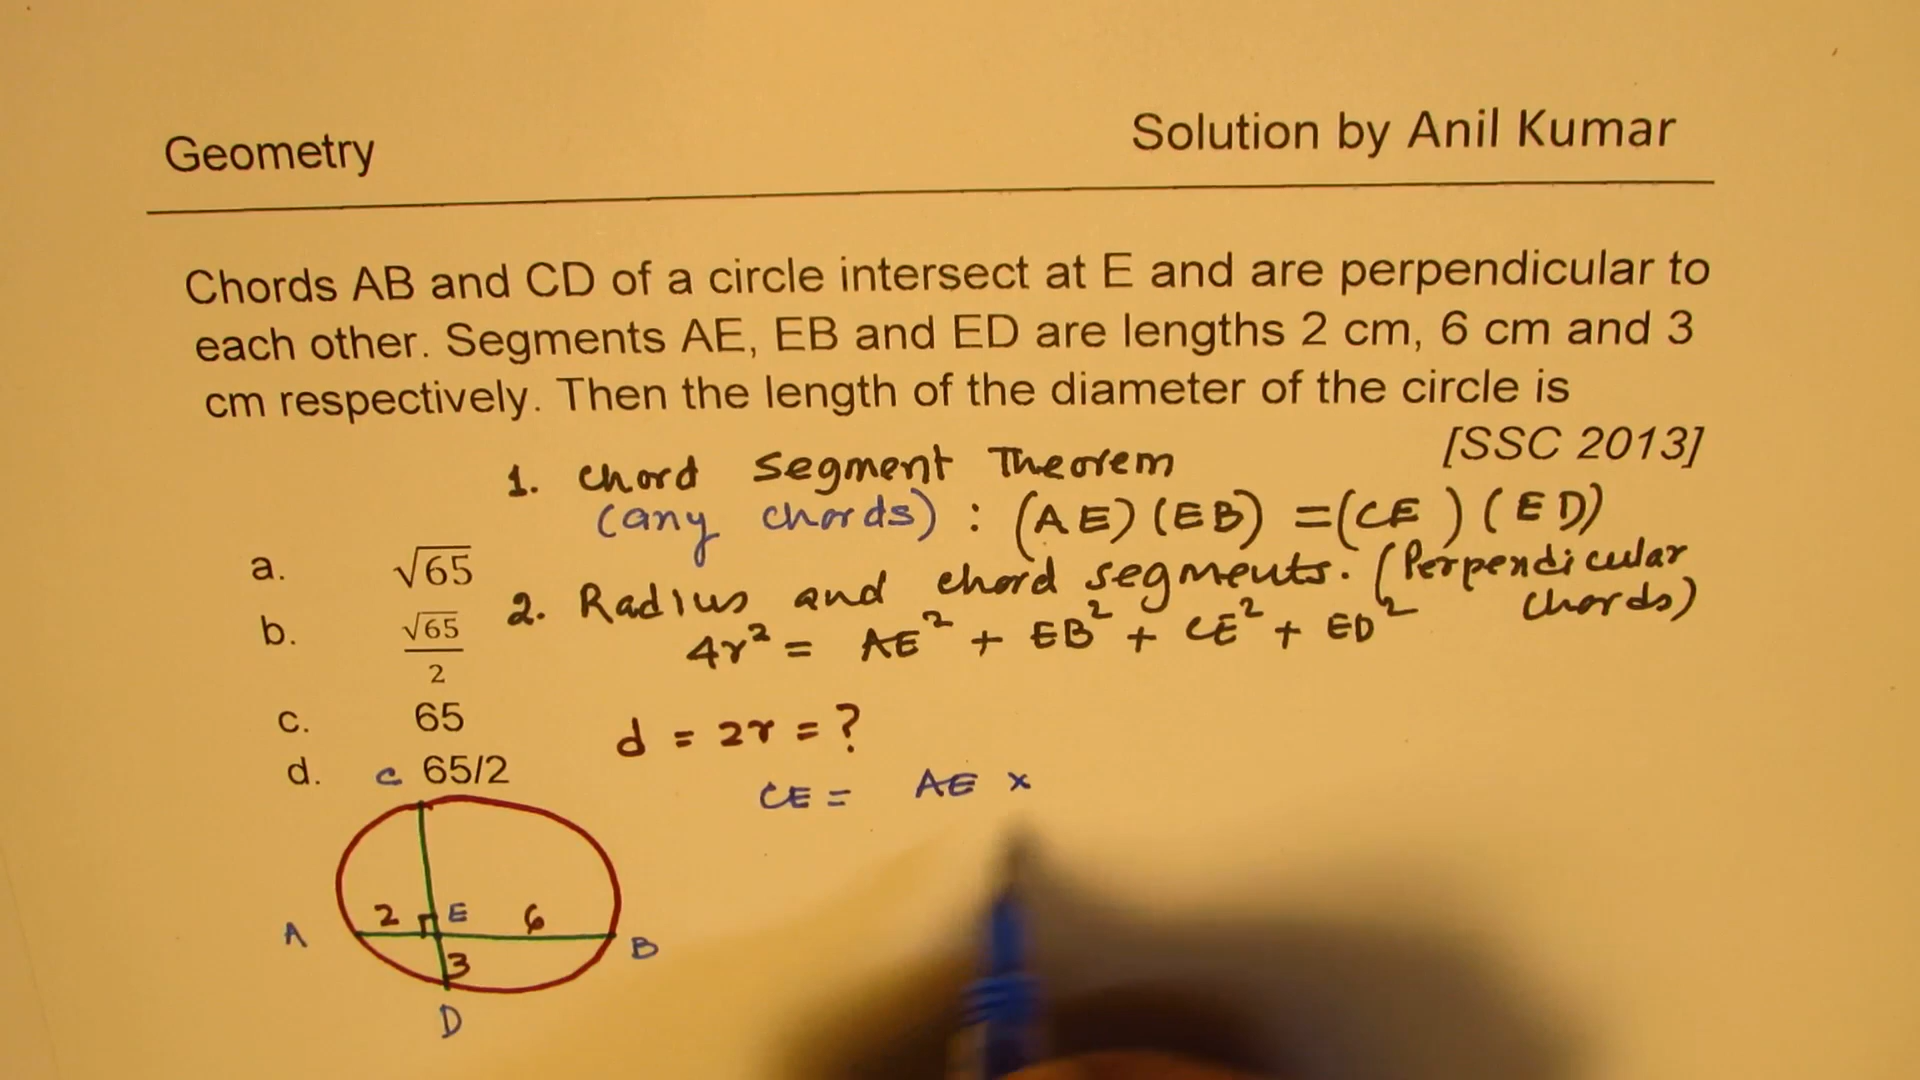 Geometry
Solution by Anil Kumar
Chords AB and CD of a circle intersect at E and are perpendicular to
each other. Segments AE, EB and ED are lengths 2 cm, 6 cm and 3
cm respectively. Then the length of the diameter of the circle is
[SSC 2013]
1. Chord Segment Theorem
(any chords) : (AE)(EB) = (CE)(ED)
2. Radius and chord segments. (Perpendicular
chords)
4r² = AE² + EB² + CE² + ED²
a. √65
b. √65/2
c. 65
d. 65/2
d = 2r = ?
CE = AE ×
C
2 E 6
A B
3
D